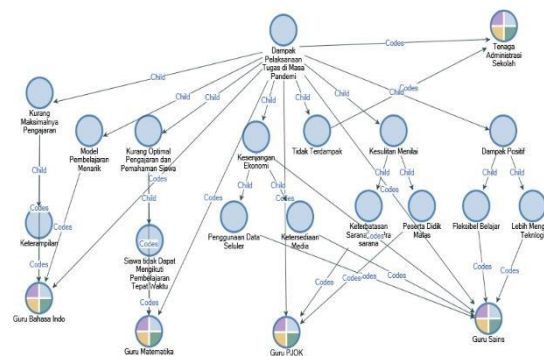 Dampak
Pelaksanaan
Tugas di Masa
Pandemi
Codes
Tenaga
Administrasi
Sekolah
Child
Child
Child
Child
Child
Child
Child
Codes
Kurang
Maksimalnya
Pengajaran
Model
Pembelajaran
Menarik
Kurang Optimal
Pengajaran dan
Pemahaman Siswa
Kesenjangan
Ekonomi
Tidak Terdampak
Kesulitan Menilai
Dampak Positif
Child
Codes
Child
Child
Child
Child
Codes
Child
Child
Codes
Keterampilan
Codes
Siswa tidak Dapat
Mengikuti
Pembelajaran
Tepat Waktu
Penggunaan Data
Seluler
Ketersediaan
Media
Keterbatasan
sarana
Codes
Peserta Didik
Malas
Fleksibel Belajar
Lebih
Codes
Codes
Codes
Codes
Codes
Codes
Codes
Guru Bahasa Indo
Guru Matematika
Guru PJOK
Guru Sains